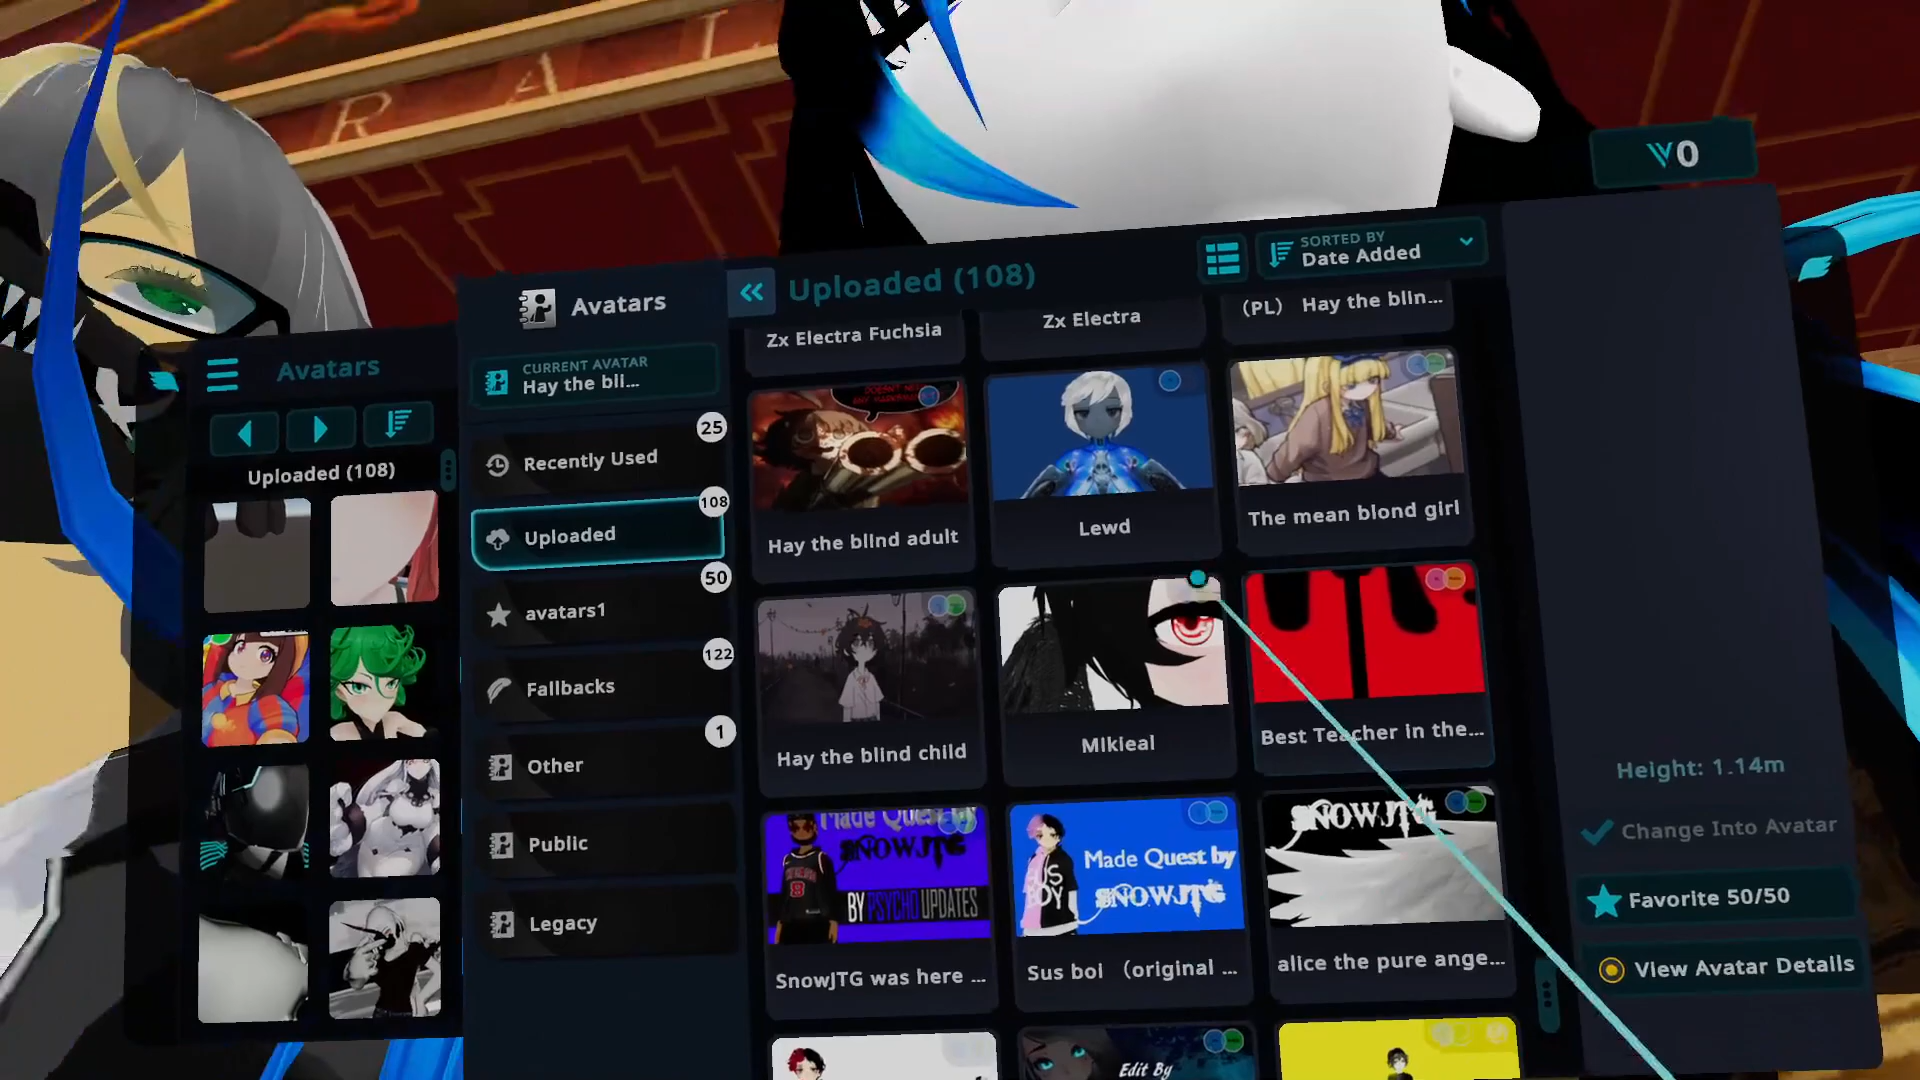 R A L
0
Avatars
Uploaded (108)
Avatars
CURRENT AVATAR
Hay the bli...
Recently Used
25
Uploaded
108
avatars1
50
Fallbacks
122
Other
1
Public
Legacy
Uploaded (108)
SORTED BY
Date Added
Zx Electra Fuchsia
Zx Electra
(PL) Hay the blin...
Hay the blind adult
Lewd
The mean blond girl
Hay the blind child
Mikieal
Best Teacher in the...
Made Quest by
SNOWJTG
BY PSYCHO UPDATES
8
SnowJTG was here ...
SUS
BOY
Made Quest by
SNOWJTG
Sus boi (original ...
SNOWJTG
alice the pure ange...
Edit By
Height: 1.14m
Change Into Avatar
Favorite 50/50
View Avatar Details